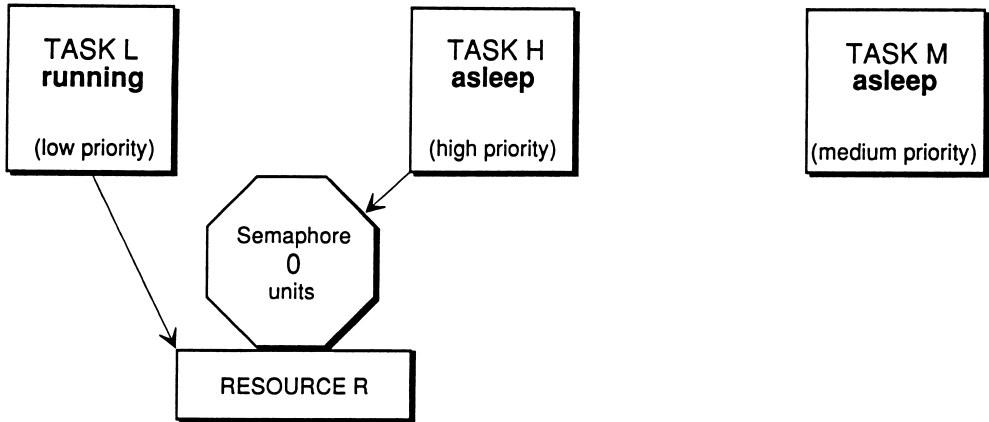 TASK L
running
(low priority)
TASK H
asleep
(high priority)
TASK M
asleep
(medium priority)
Semaphore
0
units
RESOURCE R